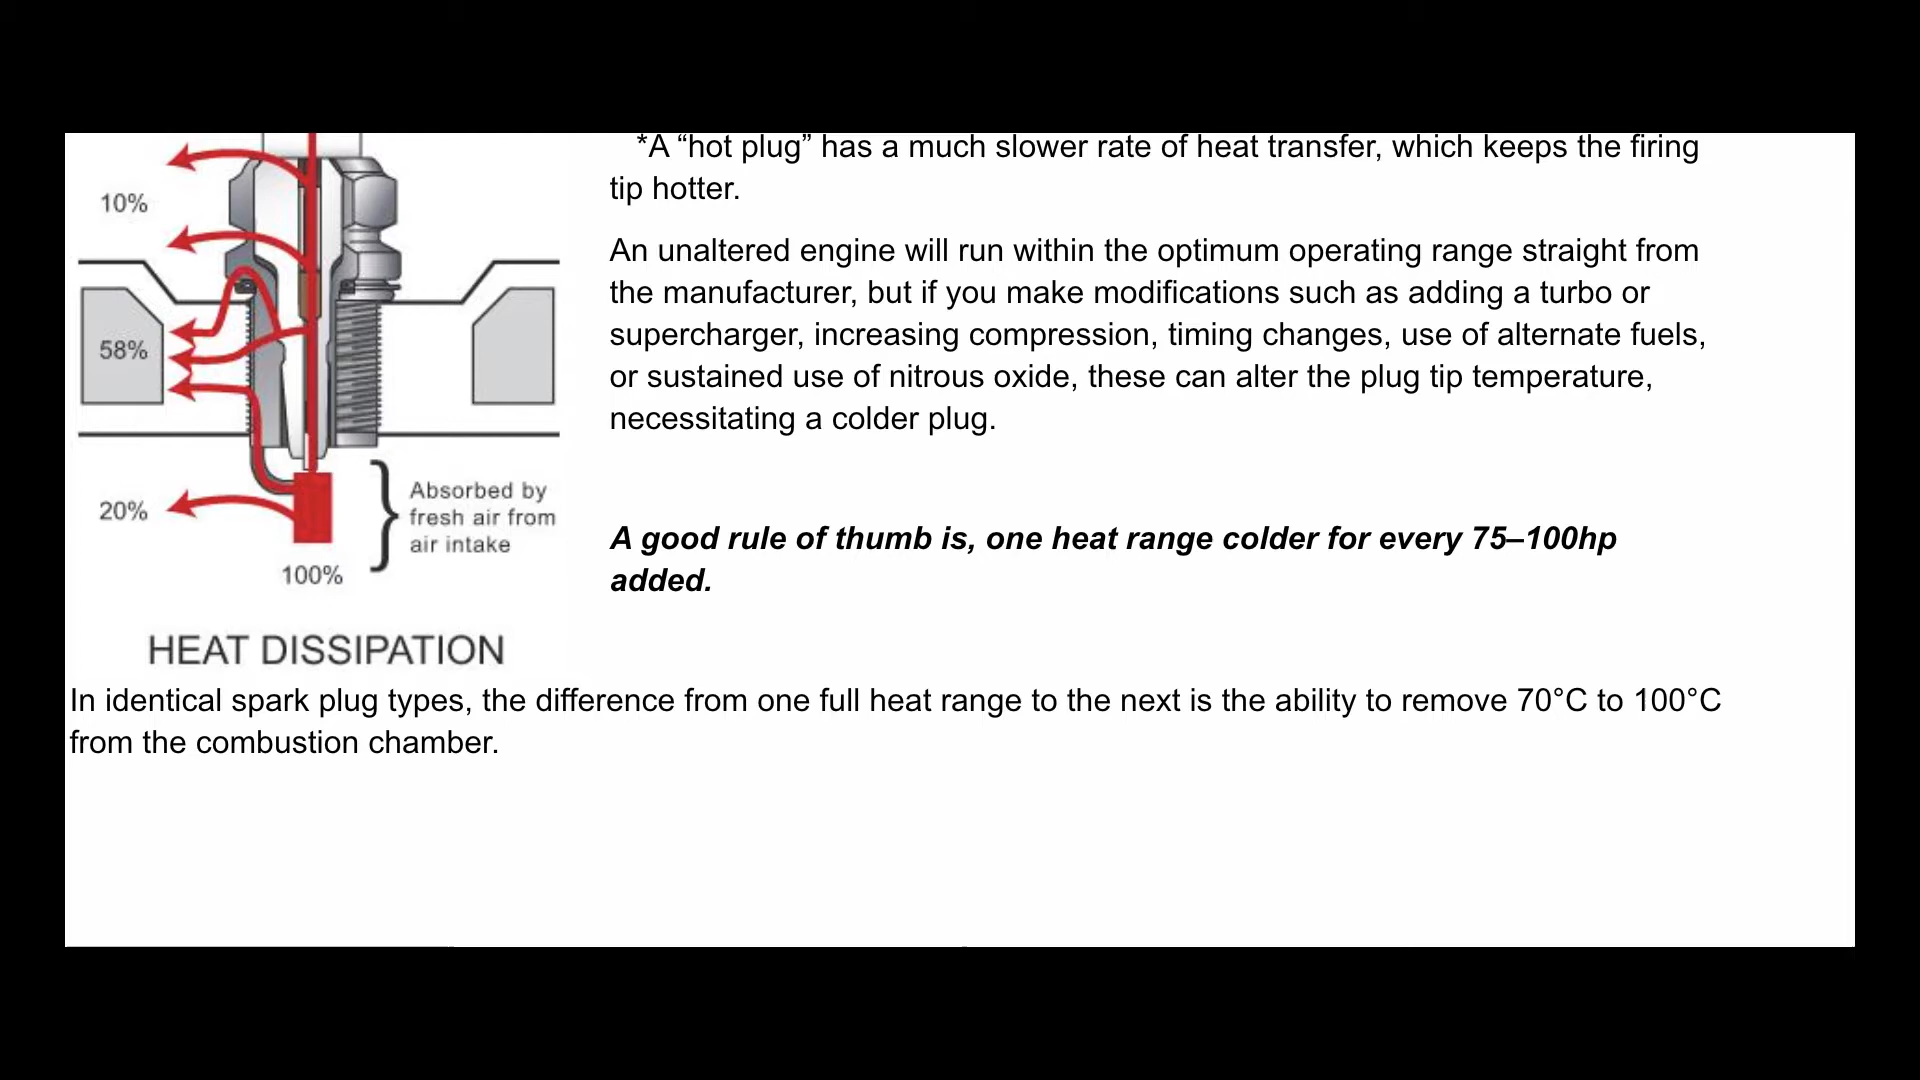 *A “hot plug” has a much slower rate of heat transfer, which keeps the firing
tip hotter.
An unaltered engine will run within the optimum operating range straight from
the manufacturer, but if you make modifications such as adding a turbo or
supercharger, increasing compression, timing changes, use of alternate fuels,
or sustained use of nitrous oxide, these can alter the plug tip temperature,
necessitating a colder plug.
A good rule of thumb is, one heat range colder for every 75–100hp
added.
10%
58%
20%
Absorbed by
fresh air from
air intake
100%
HEAT DISSIPATION
In identical spark plug types, the difference from one full heat range to the next is the ability to remove 70°C to 100°C
from the combustion chamber.